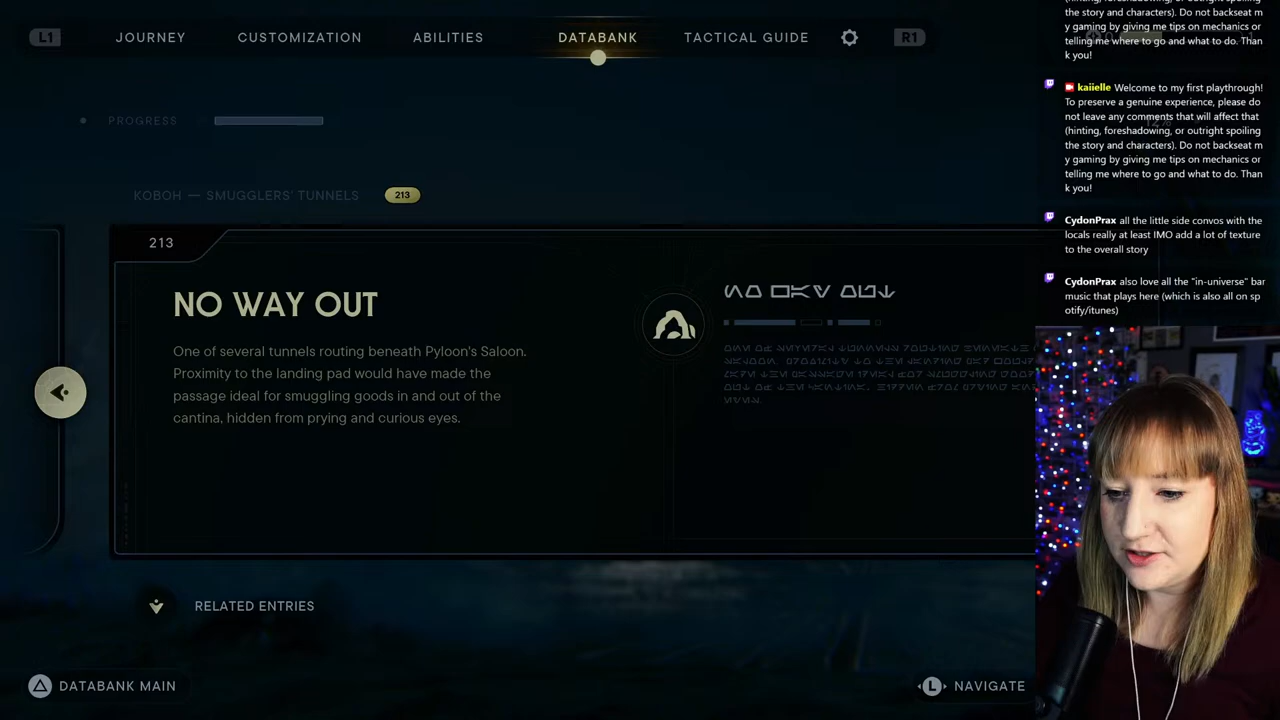 L1
JOURNEY
CUSTOMIZATION
ABILITIES
DATABANK
TACTICAL GUIDE
R1
PROGRESS
KOBOH — SMUGGLERS' TUNNELS
213
213
NO WAY OUT
One of several tunnels routing beneath Pyloon's Saloon.
Proximity to the landing pad would have made the
passage ideal for smuggling goods in and out of the
cantina, hidden from prying and curious eyes.
RELATED ENTRIES
DATABANK MAIN
L
NAVIGATE
(hinting, foreshadowing, or outright spoiling
the story and characters). Do not backseat m
y gaming by giving me tips on mechanics or
telling me where to go and what to do. Than
k you!
kaiielle Welcome to my first playthrough!
To preserve a genuine experience, please do
not leave any comments that will affect that
(hinting, foreshadowing, or outright spoiling
the story and characters). Do not backseat m
y gaming by giving me tips on mechanics or
telling me where to go and what to do. Than
k you!
CydonPrax all the little side convos with the
locals really at least IMO add a lot of texture
to the overall story
CydonPrax also love all the "in-universe" bar
music that plays here (which is also all on sp
otify/itunes)